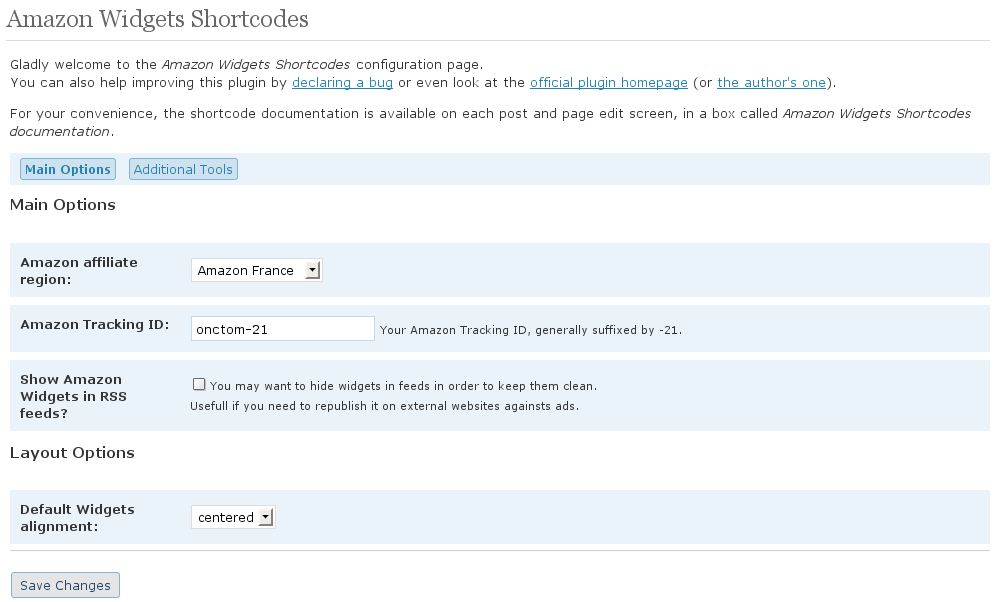 Amazon Widgets Shortcodes
Gladly welcome to the Amazon Widgets Shortcodes configuration page.
You can also help improving this plugin by declaring a bug or even look at the official plugin homepage (or the author's one).
For your convenience, the shortcode documentation is available on each post and page edit screen, in a box called Amazon Widgets Shortcodes
documentation.
Main Options Additional Tools
Main Options
Amazon affiliate
region:
Amazon France
Amazon Tracking ID:
onctom-21 Your Amazon Tracking ID, generally suffixed by -21.
Show Amazon
Widgets in RSS
feeds?
You may want to hide widgets in feeds in order to keep them clean.
Usefull if you need to republish it on external websites againsts ads.
Layout Options
Default Widgets
alignment:
centered
Save Changes